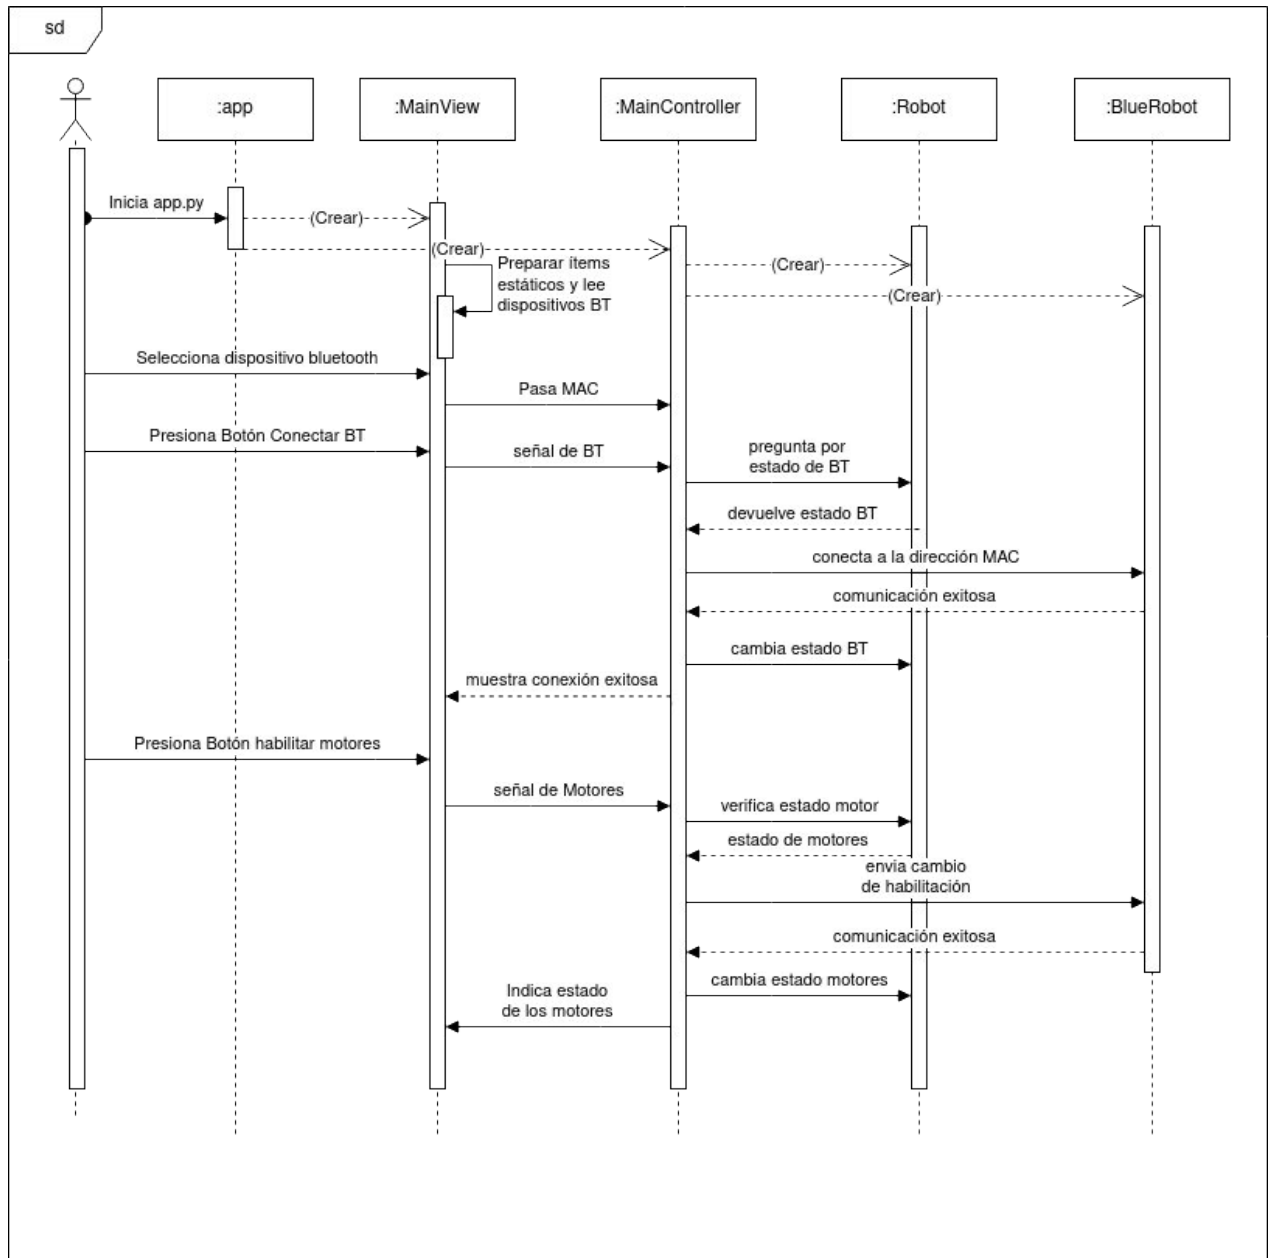 sd
:app
:MainView
:MainController
:Robot
:BlueRobot
Inicia app.py
(Crear)
(Crear)
Preparar ítems
estáticos y lee
dispositivos BT
(Crear)
(Crear)
Selecciona dispositivo bluetooth
Pasa MAC
Presiona Botón Conectar BT
señal de BT
pregunta por
estado de BT
devuelve estado BT
conecta a la dirección MAC
comunicación exitosa
cambia estado BT
muestra conexión exitosa
Presiona Botón habilitar motores
señal de Motores
verifica estado motor
estado de motores
envia cambio
de habilitación
comunicación exitosa
cambia estado motores
Indica estado
de los motores